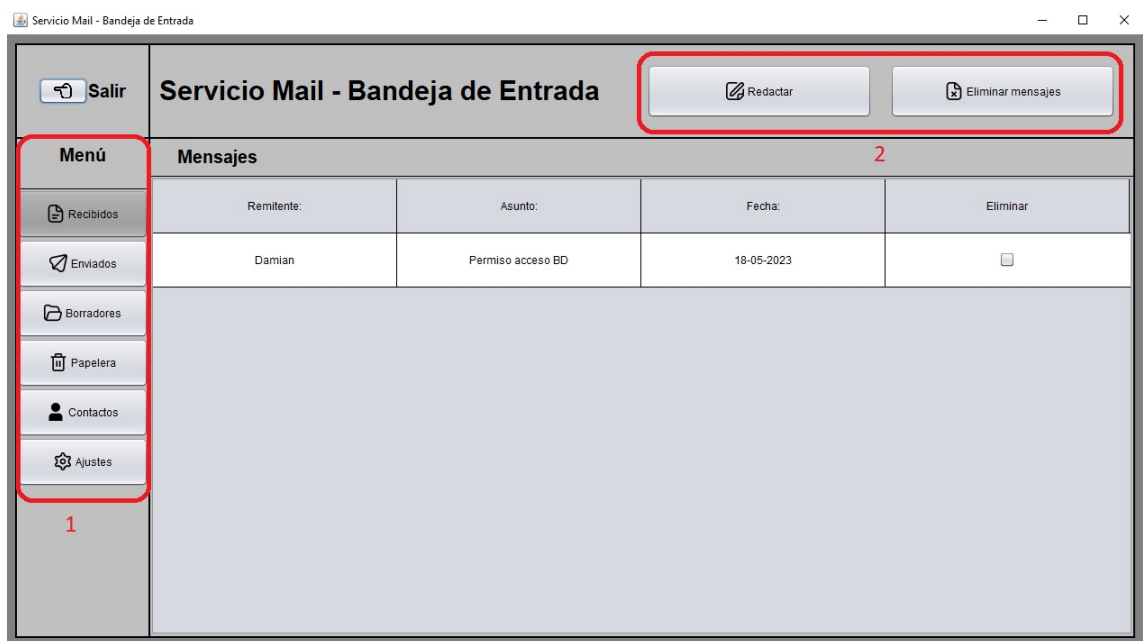 Servicio Mail - Bandeja de Entrada
Salir
Servicio Mail - Bandeja de Entrada
Redactar
Eliminar mensajes
2
Menú
Mensajes
Recibidos
Enviados
Borradores
Papelera
Contactos
Ajustes
1
Remitente: Asunto: Fecha: Eliminar
Damian Permiso acceso BD 18-05-2023